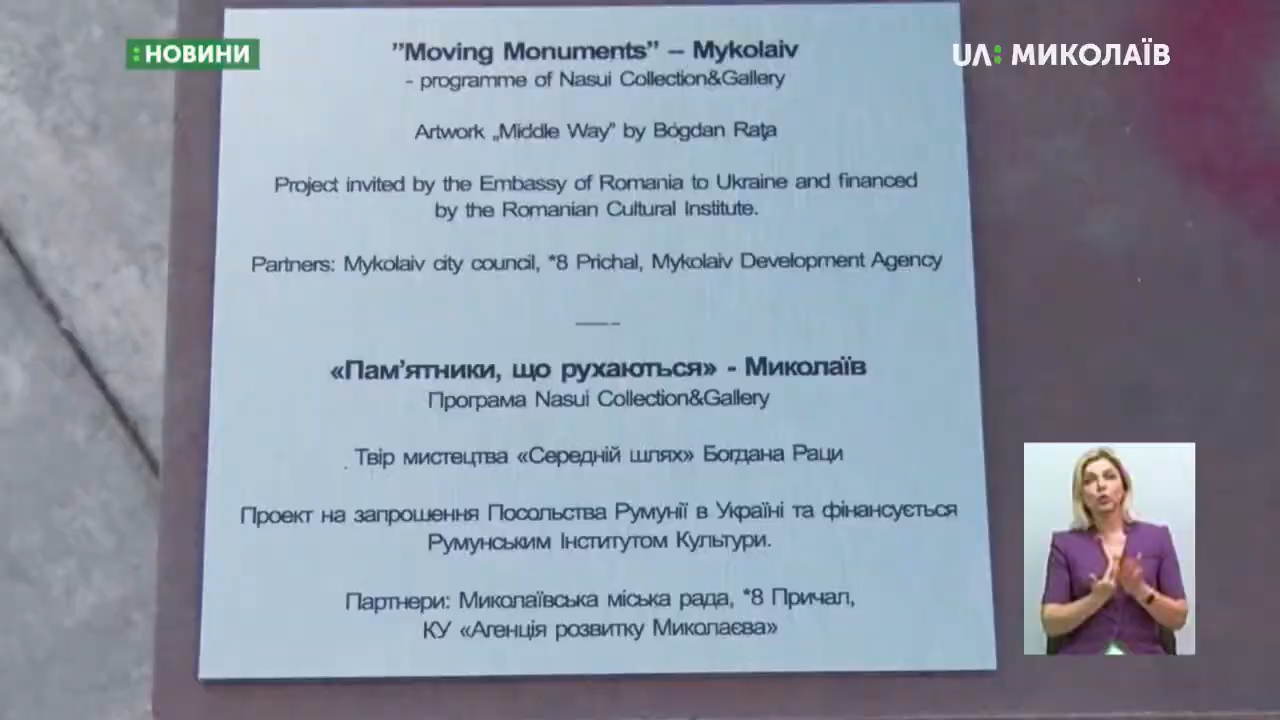 :НОВИНИ
UA: МИКОЛАЇВ
"Moving Monuments" – Mykolaiv
- programme of Nasui Collection&Gallery
Artwork „Middle Way" by Bogdan Rața
Project invited by the Embassy of Romania to Ukraine and financed
by the Romanian Cultural Institute.
Partners: Mykolaiv city council, *8 Prichal, Mykolaiv Development Agency
«Пам'ятники, що рухаються» - Миколаїв
Програма Nasui Collection&Gallery
Твір мистецтва «Середній шлях» Богдана Раци
Проект на запрошення Посольства Румунії в Україні та фінансується
Румунським Інститутом Культури.
Партнери: Миколаївська міська рада, *8 Причал,
КУ «Агенція розвитку Миколаєва»